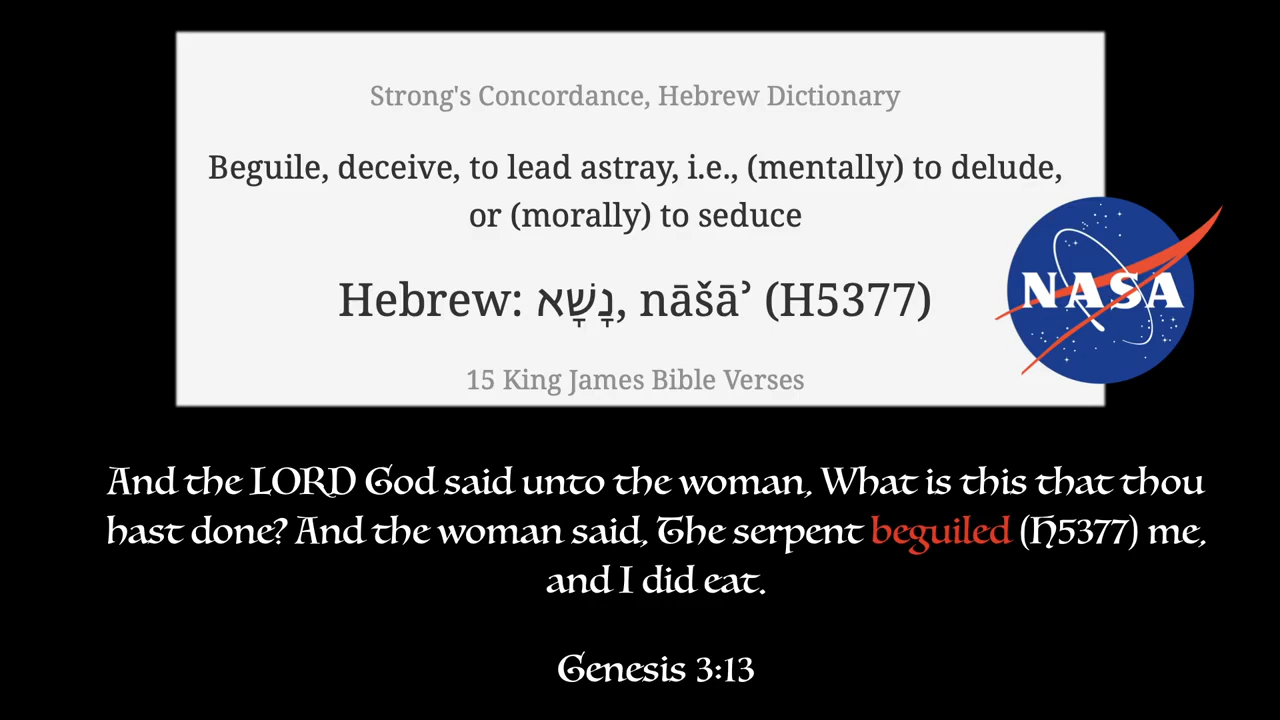 Strong's Concordance, Hebrew Dictionary
Beguile, deceive, to lead astray, i.e., (mentally) to delude,
or (morally) to seduce
Hebrew: נָשָׁא, nāšāʾ (H5377)
NASA
15 King James Bible Verses
And the LORD God said unto the woman, What is this that thou
hast done? And the woman said, The serpent beguiled (H5377) me,
and I did eat.
Genesis 3:13